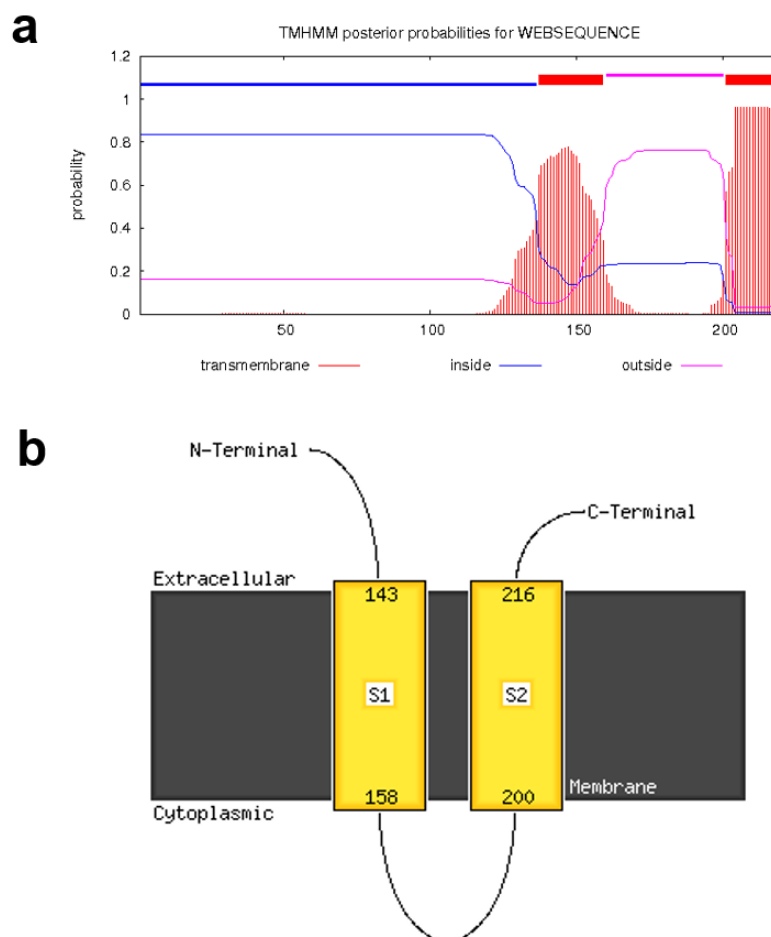 a
TMHMM posterior probabilities for WEBSEQUENCE
1.2
1
0.8
0.6
0.4
0.2
0
probability
50 100 150 200
transmembrane inside outside
b
N-Terminal
C-Terminal
Extracellular
143 216
S1 S2
Membrane
158 200
Cytoplasmic